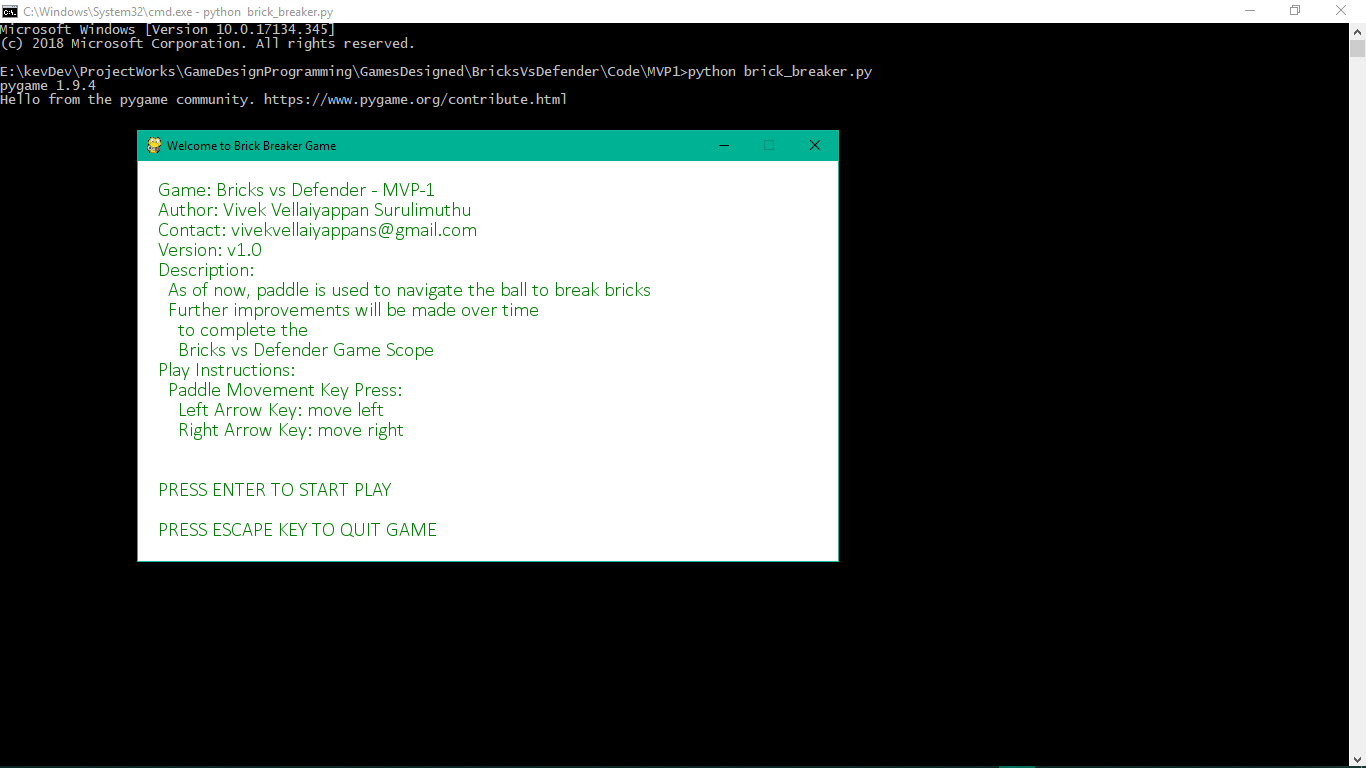 C:\Windows\System32\cmd.exe - python  brick_breaker.py
Microsoft Windows [Version 10.0.17134.345]
(c) 2018 Microsoft Corporation. All rights reserved.
E:\kevDev\ProjectWorks\GameDesignProgramming\GamesDesigned\BricksVsDefender\Code\MVP1>python brick_breaker.py
pygame 1.9.4
Hello from the pygame community. https://www.pygame.org/contribute.html
Welcome to Brick Breaker Game
Game: Bricks vs Defender - MVP-1
Author: Vivek Vellaiyappan Surulimuthu
Contact: vivekvellaiyappans@gmail.com
Version: v1.0
Description:
As of now, paddle is used to navigate the ball to break bricks
Further improvements will be made over time
to complete the
Bricks vs Defender Game Scope
Play Instructions:
Paddle Movement Key Press:
Left Arrow Key: move left
Right Arrow Key: move right
PRESS ENTER TO START PLAY
PRESS ESCAPE KEY TO QUIT GAME